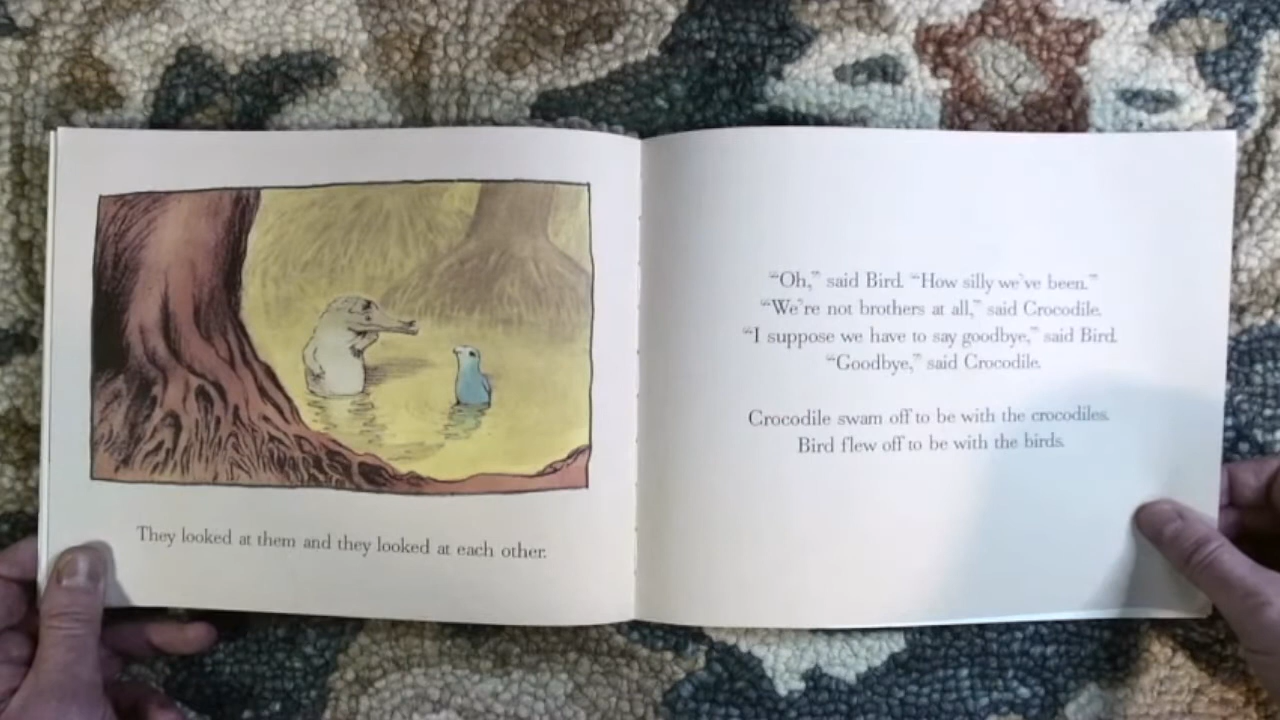 They looked at them and they looked at each other.
“Oh,” said Bird. “How silly we’ve been.”
“We’re not brothers at all,” said Crocodile.
“I suppose we have to say goodbye,” said Bird.
“Goodbye,” said Crocodile.
Crocodile swam off to be with the crocodiles.
Bird flew off to be with the birds.